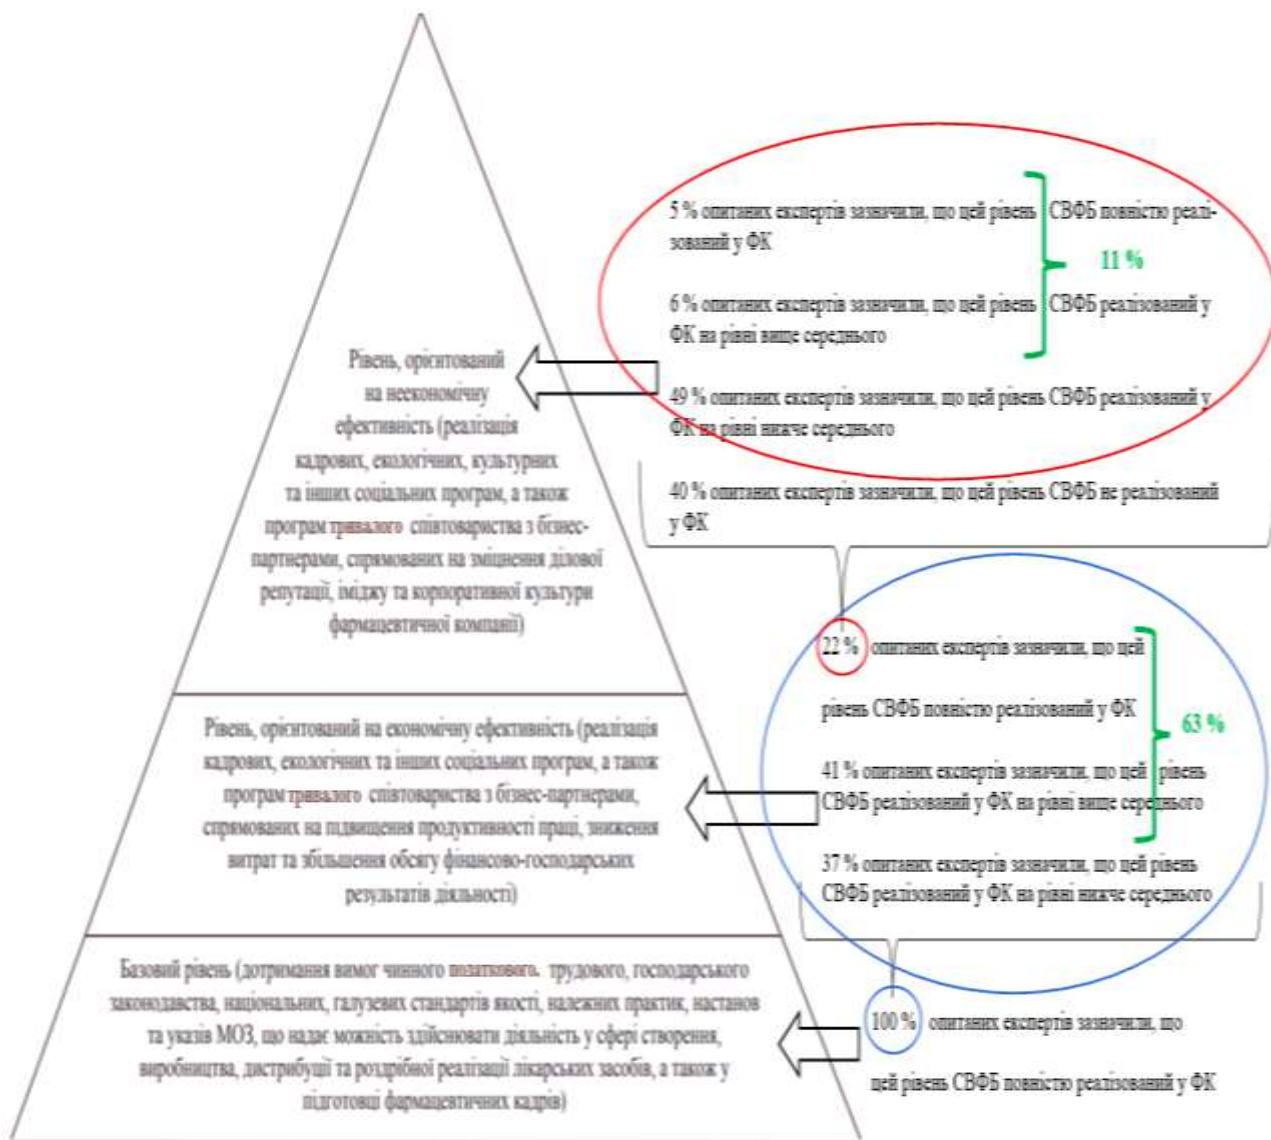 5 % опитаних експертів зазначили, що цей рівень СВФБ повністю реалі-
зований у ФК
11 %
6 % опитаних експертів зазначили, що цей рівень СВФБ реалізований у
ФК на рівні вище середнього
49 % опитаних експертів зазначили, що цей рівень СВФБ реалізований у
ФК на рівні нижче середнього
40 % опитаних експертів зазначили, що цей рівень СВФБ не реалізований
у ФК
Рівень, орієнтований
на неекономічну
ефективність (реалізація
кадрових, екологічних, культурних
та інших соціальних програм, а також
програм тривалого співтовариства з бізнес-
партнерами, спрямованих на зміцнення ділової
репутації, іміджу та корпоративної культури
фармацевтичної компанії)
22 % опитаних експертів зазначили, що цей
рівень СВФБ повністю реалізований у ФК
63 %
41 % опитаних експертів зазначили, що цей рівень
СВФБ реалізований у ФК на рівні вище середнього
37 % опитаних експертів зазначили, що цей рівень
СВФБ реалізований у ФК на рівні нижче середнього
Рівень, орієнтований на економічну ефективність (реалізація
кадрових, екологічних та інших соціальних програм, а також
програм тривалого співтовариства з бізнес-партнерами,
спрямованих на підвищення продуктивності праці, зниження
витрат та збільшення обсягу фінансово-господарських
результатів діяльності)
Базовий рівень (дотримання вимог чинного податкового, трудового, господарського
законодавства, національних, галузевих стандартів якості, належних практик, настанов
та указів МОЗ, що надає можливість здійснювати діяльність у сфері створення,
виробництва, дистрибуції та роздрібної реалізації лікарських засобів, а також у
підготовці фармацевтичних кадрів)
100 % опитаних експертів зазначили, що
цей рівень СВФБ повністю реалізований у ФК